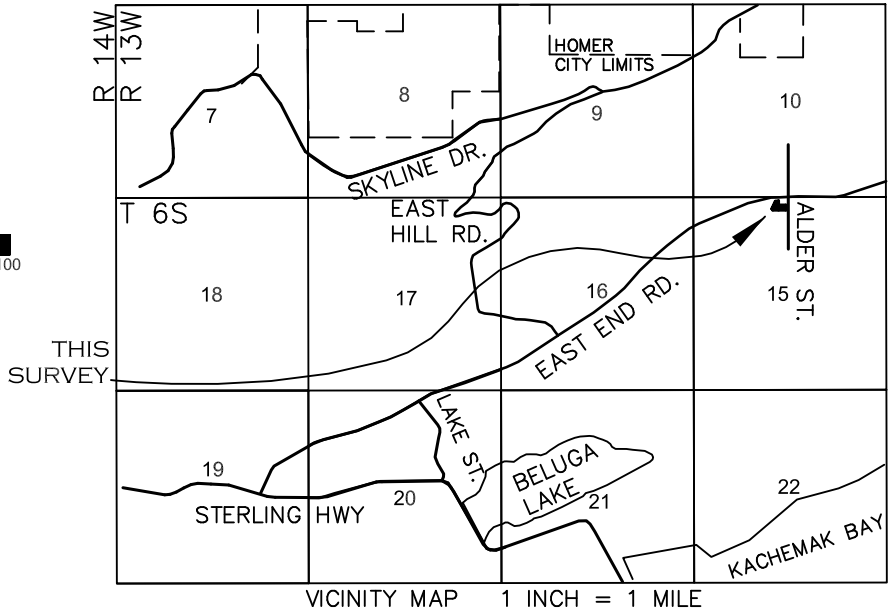 R 14W
R 13W
7
8
HOMER
CITY LIMITS
9
10
SKYLINE DR.
T 6S
EAST
HILL RD.
ALDER ST.
100
18
17
16
15
EAST END RD.
THIS
SURVEY
LAKE ST.
19
BELUGA
LAKE
20
21
22
STERLING HWY
KACHEMAK BAY
VICINITY MAP 1 INCH = 1 MILE